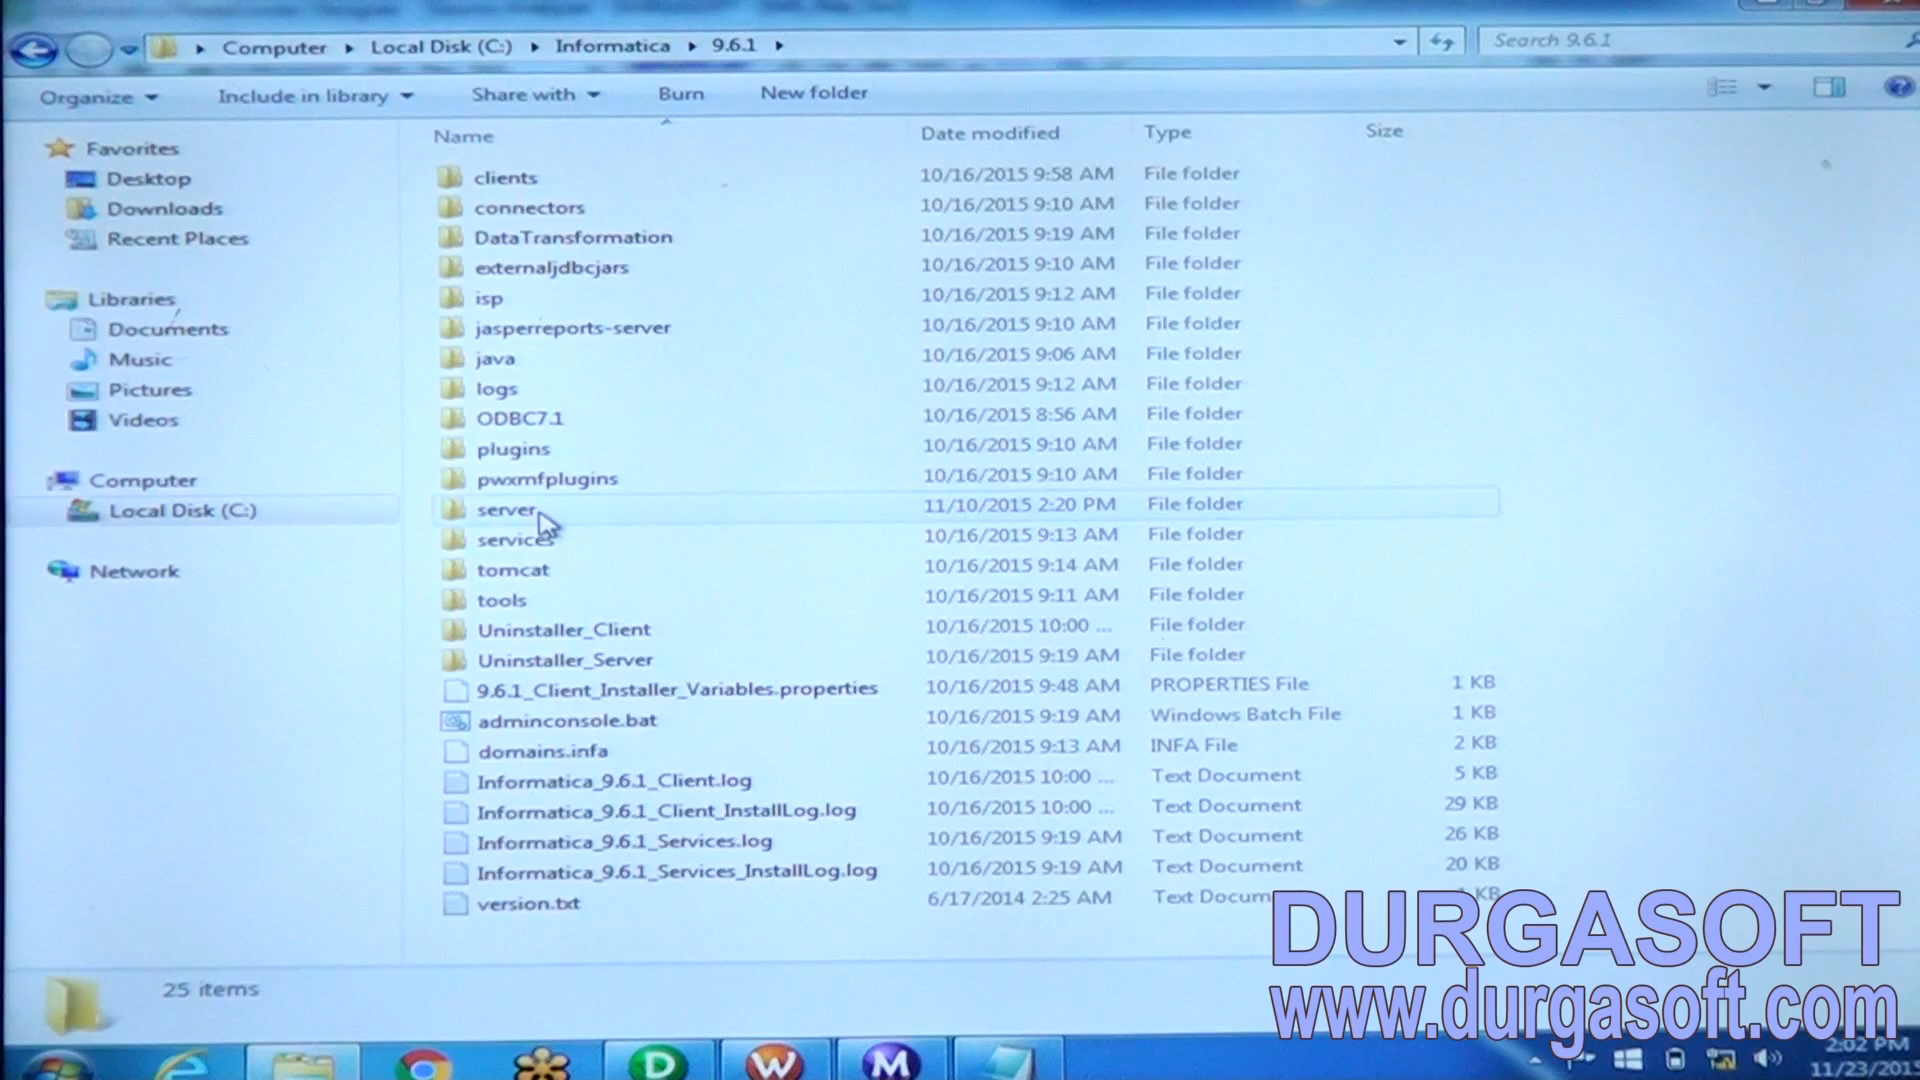 Computer ▸ Local Disk (C:) ▸ Informatica ▸ 9.6.1 ▸ Search 9.6.1
Organize Include in library Share with Burn New folder
Favorites
Desktop
Downloads
Recent Places
Libraries
Documents
Music
Pictures
Videos
Computer
Local Disk (C:)
Network
Name Date modified Type Size
clients 10/16/2015 9:58 AM File folder
connectors 10/16/2015 9:10 AM File folder
DataTransformation 10/16/2015 9:19 AM File folder
externaljdbcjars 10/16/2015 9:10 AM File folder
isp 10/16/2015 9:12 AM File folder
jasperreports-server 10/16/2015 9:10 AM File folder
java 10/16/2015 9:06 AM File folder
logs 10/16/2015 9:12 AM File folder
ODBC7.1 10/16/2015 8:56 AM File folder
plugins 10/16/2015 9:10 AM File folder
pwxmfplugins 10/16/2015 9:10 AM File folder
server 11/10/2015 2:20 PM File folder
services 10/16/2015 9:13 AM File folder
tomcat 10/16/2015 9:14 AM File folder
tools 10/16/2015 9:11 AM File folder
Uninstaller_Client 10/16/2015 10:00 ... File folder
Uninstaller_Server 10/16/2015 9:19 AM File folder
9.6.1_Client_Installer_Variables.properties 10/16/2015 9:48 AM PROPERTIES File 1 KB
adminconsole.bat 10/16/2015 9:19 AM Windows Batch File 1 KB
domains.infa 10/16/2015 9:13 AM INFA File 2 KB
Informatica_9.6.1_Client.log 10/16/2015 10:00 ... Text Document 5 KB
Informatica_9.6.1_Client_InstallLog.log 10/16/2015 10:00 ... Text Document 29 KB
Informatica_9.6.1_Services.log 10/16/2015 9:19 AM Text Document 26 KB
Informatica_9.6.1_Services_InstallLog.log 10/16/2015 9:19 AM Text Document 20 KB
version.txt 6/17/2014 2:25 AM Text Docum KB
25 items
DURGASOFT
www.durgasoft.com
D W M
2:02 PM
11/23/2015